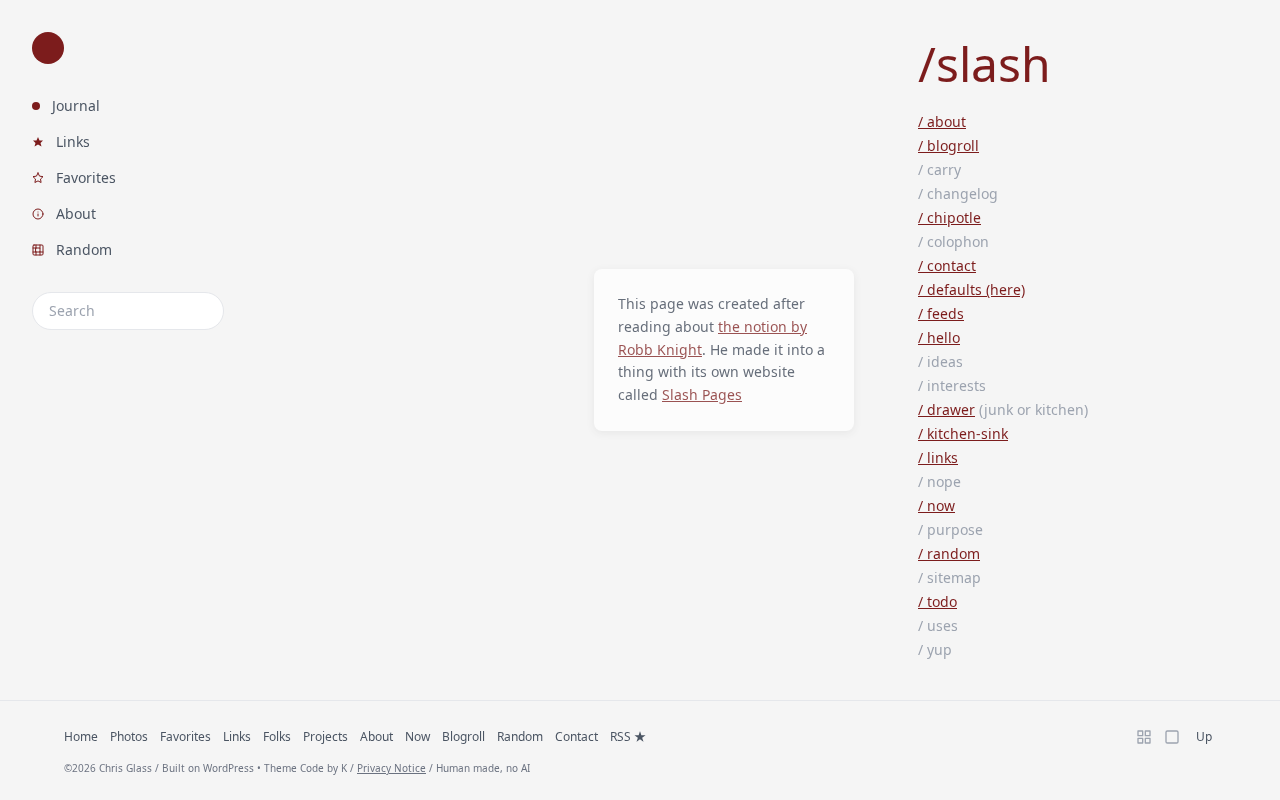 Journal
Links
Favorites
About
Random
Search
This page was created after
reading about the notion by
Robb Knight. He made it into a
thing with its own website
called Slash Pages
/slash
/ about
/ blogroll
/ carry
/ changelog
/ chipotle
/ colophon
/ contact
/ defaults (here)
/ feeds
/ hello
/ ideas
/ interests
/ drawer (junk or kitchen)
/ kitchen-sink
/ links
/ nope
/ now
/ purpose
/ random
/ sitemap
/ todo
/ uses
/ yup
Home Photos Favorites Links Folks Projects About Now Blogroll Random Contact RSS ★ Up
©2026 Chris Glass / Built on WordPress • Theme Code by K / Privacy Notice / Human made, no AI